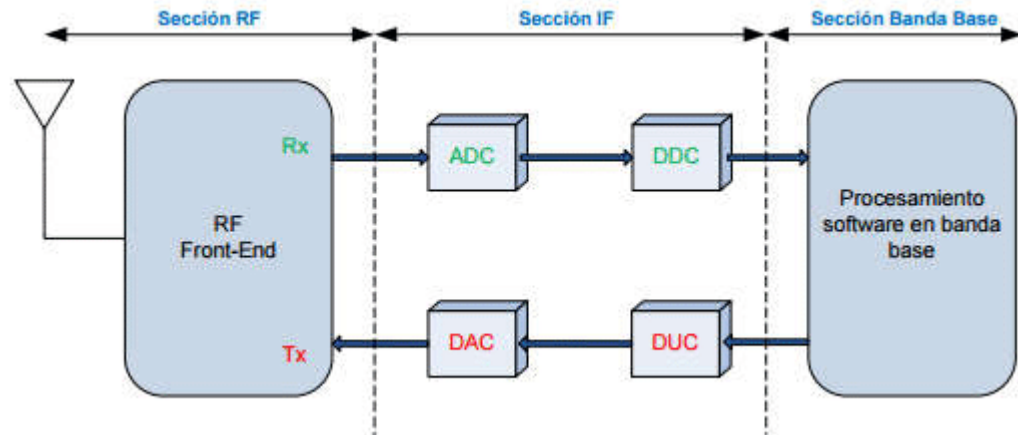 Sección RF
Sección IF
Sección Banda Base
Rx
ADC
DDC
RF
Front-End
Procesamiento
software en banda
base
Tx
DAC
DUC